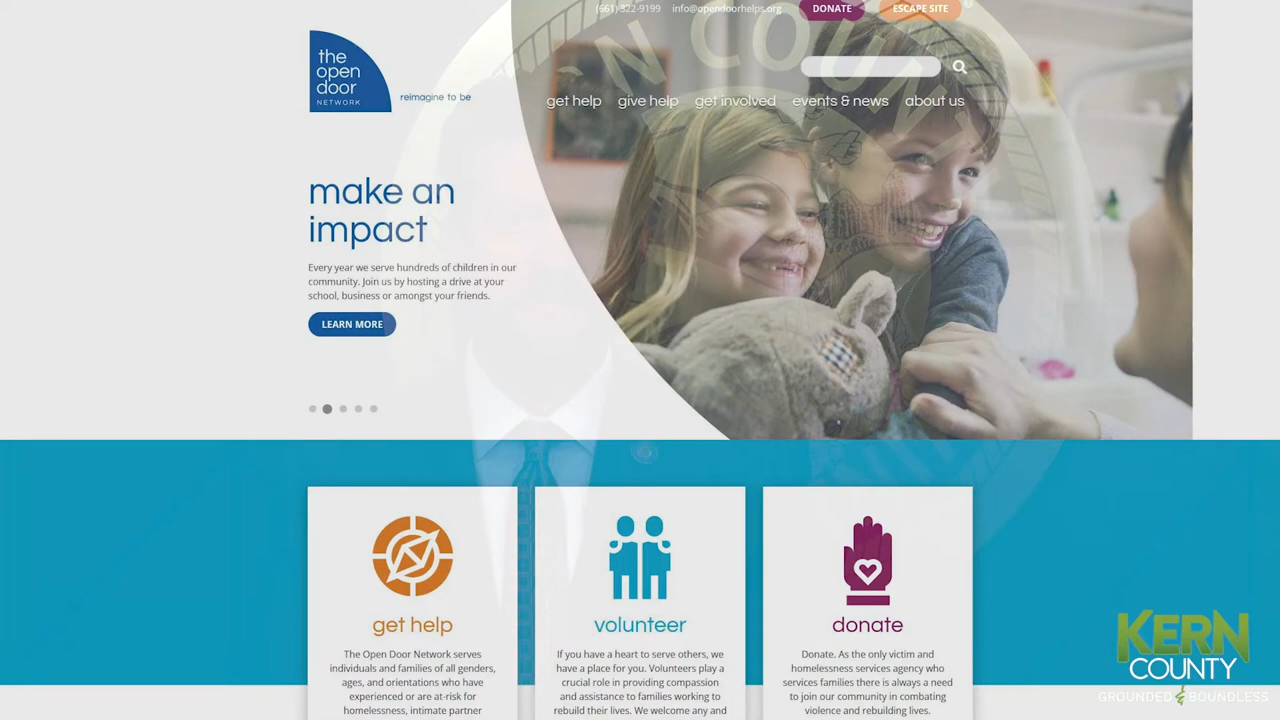 (661) 322-9199 info@opendoorhelps.org DONATE ESCAPE SITE
the
open
door
NETWORK
reimagine to be
get help give help get involved events & news about us
make an
impact
Every year we serve hundreds of children in our
community. Join us by hosting a drive at your
school, business or amongst your friends.
LEARN MORE
get help
The Open Door Network serves
individuals and families of all genders,
ages, and orientations who have
experienced or are at-risk for
homelessness, intimate partner
volunteer
If you have a heart to serve others, we
have a place for you. Volunteers play a
crucial role in providing compassion
and assistance to families working to
rebuild their lives. We welcome any and
donate
Donate. As the only victim and
homelessness services agency who
services families there is always a need
to join our community in combating
violence and rebuilding lives.
KERN
COUNTY
GROUNDED & BOUNDLESS